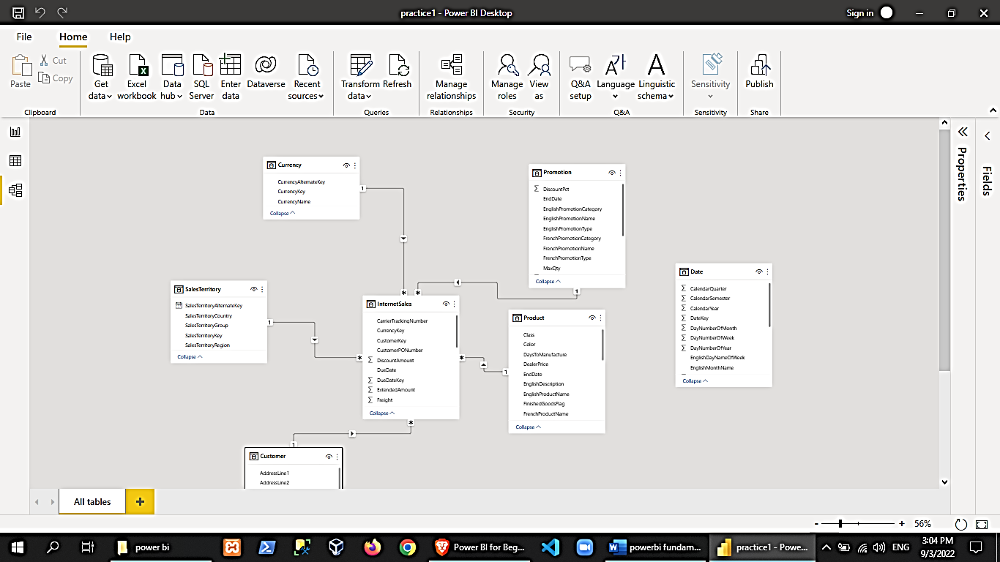 practice1 - Power BI Desktop
Sign in
File Home Help
Paste
Cut
Copy
Clipboard
Get data
Excel workbook
Data hub
SQL Server
Enter data
Dataverse
Recent sources
Data
Transform data
Refresh
Queries
Manage relationships
Relationships
Manage roles
View as
Security
Q&A setup
Language
Linguistic schema
Q&A
Sensitivity
Sensitivity
Publish
Share
Properties
Fields
Currency
CurrencyAlternateKey
CurrencyKey
CurrencyName
Collapse
1
*
Promotion
DiscountPct
EndDate
EnglishPromotionCategory
EnglishPromotionName
EnglishPromotionType
FrenchPromotionCategory
FrenchPromotionName
FrenchPromotionType
MaxQty
Collapse
1
*
Date
CalendarQuarter
CalendarSemester
CalendarYear
DateKey
DayNumberOfMonth
DayNumberOfWeek
DayNumberOfYear
EnglishDayNameOfWeek
EnglishMonthName
Collapse
SalesTerritory
SalesTerritoryAlternateKey
SalesTerritoryCountry
SalesTerritoryGroup
SalesTerritoryKey
SalesTerritoryRegion
Collapse
1
*
InternetSales
CarrierTrackingNumber
CurrencyKey
CustomerKey
CustomerPONumber
DiscountAmount
DueDate
DueDateKey
ExtendedAmount
Freight
Collapse
*
Product
Class
Color
DaysToManufacture
DealerPrice
EndDate
EnglishDescription
EnglishProductName
FinishedGoodsFlag
FrenchProductName
Collapse
1
*
1
Customer
AddressLine1
AddressLine2
All tables
+
- + 56%
power bi
Power BI for Beg...
powerbi fundam...
practice1 - Powe...
ENG
3:04 PM
9/3/2022